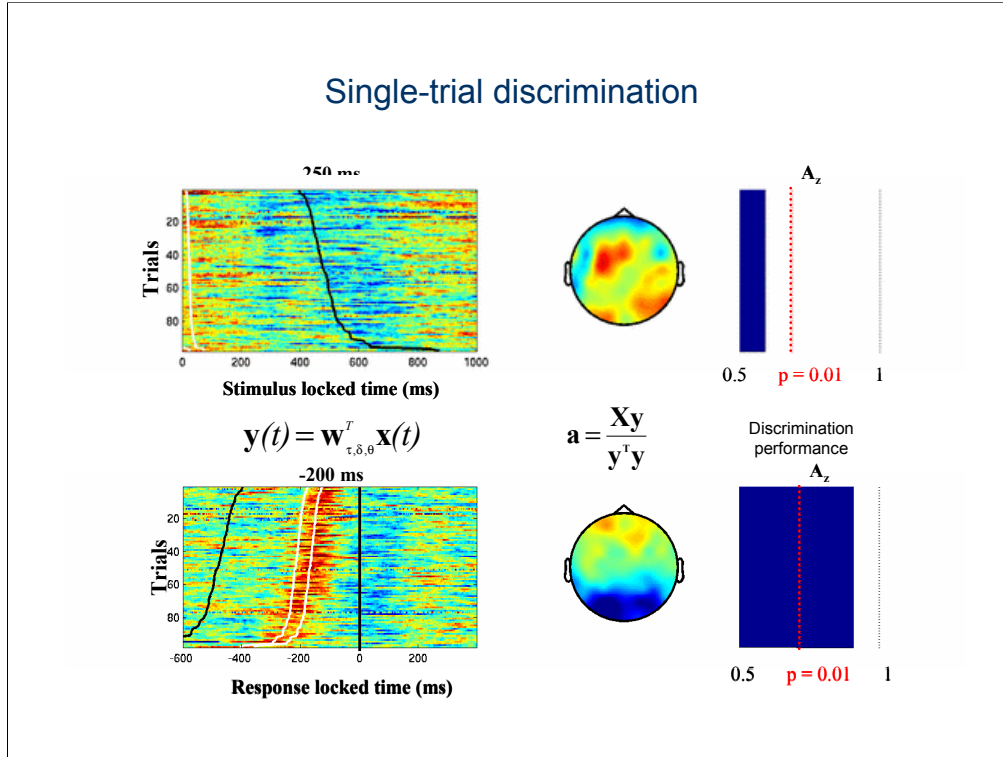 Single-trial discrimination
250 ms
A_z
Trials
20
40
60
80
0 200 400 600 800 1000
Stimulus locked time (ms)
0.5 p = 0.01 1
y(t) = w^T_{τ,δ,θ} x(t)
a = Xy / y^T y
Discrimination
performance
A_z
-200 ms
Trials
20
40
60
80
-600 -400 -200 0 200
Response locked time (ms)
0.5 p = 0.01 1